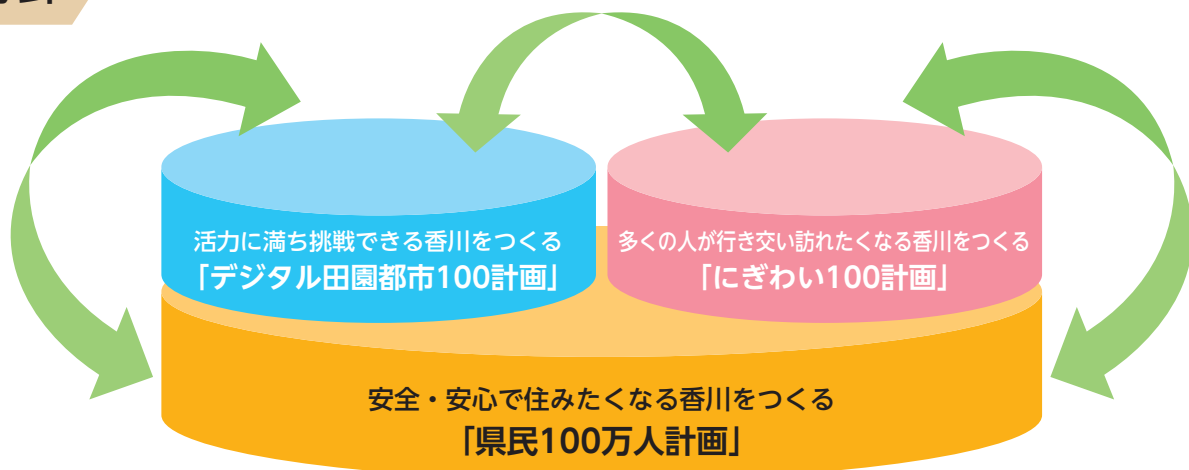 活力に満ち挑戦できる香川をつくる
「デジタル田園都市100計画」
多くの人が行き交い訪れたくなる香川をつくる
「にぎわい100計画」
安全・安心で住みたくなる香川をつくる
「県民100万人計画」